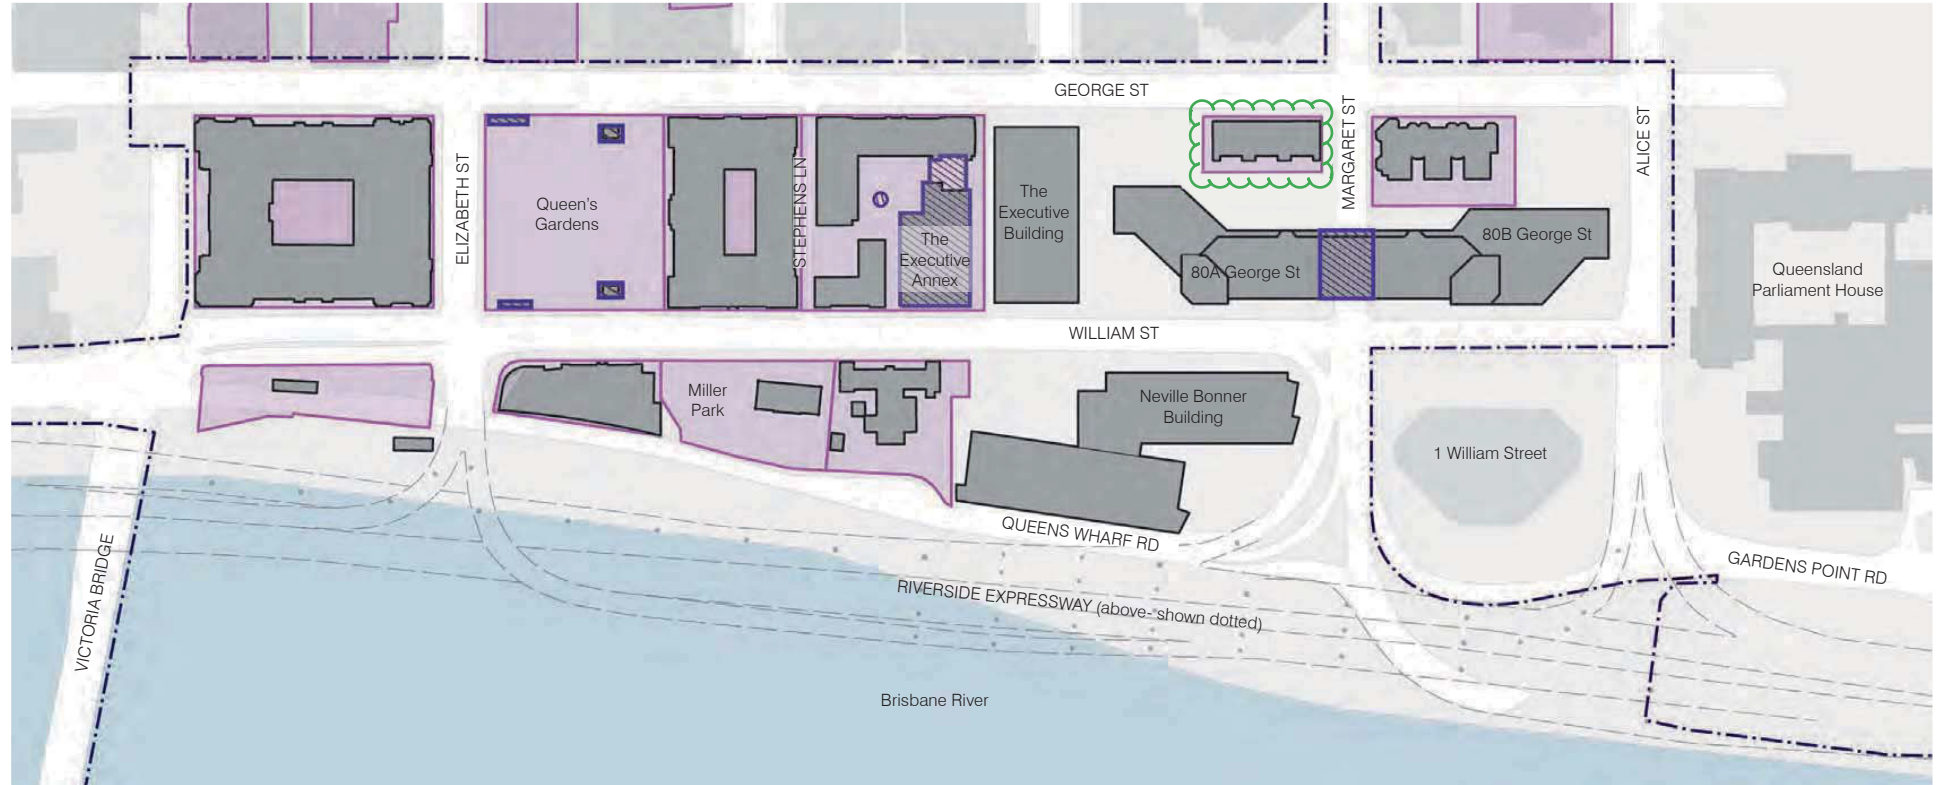 GEORGE ST
MARGARET ST
ALICE ST
ELIZABETH ST
STEPHENS LN
Queen's
Gardens
The
Executive
Building
The
Executive
Annex
80B George St
80A George St
Queensland
Parliament House
WILLIAM ST
Miller
Park
Neville Bonner
Building
1 William Street
QUEENS WHARF RD
GARDENS POINT RD
RIVERSIDE EXPRESSWAY (above- shown dotted)
VICTORIA BRIDGE
Brisbane River